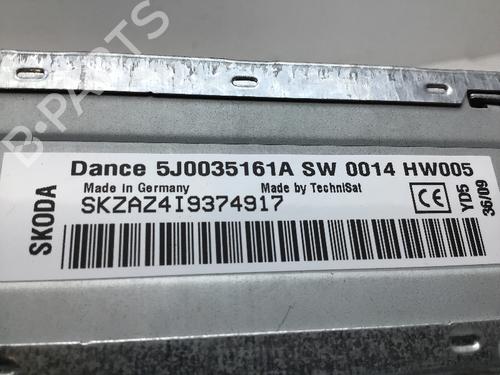 B-PARTS
Dance 5J0035161A SW 0014 HW005
Made in Germany Made by TechniSat
SKZAZ4I9374917
SKODA
CE
YD5
36/09